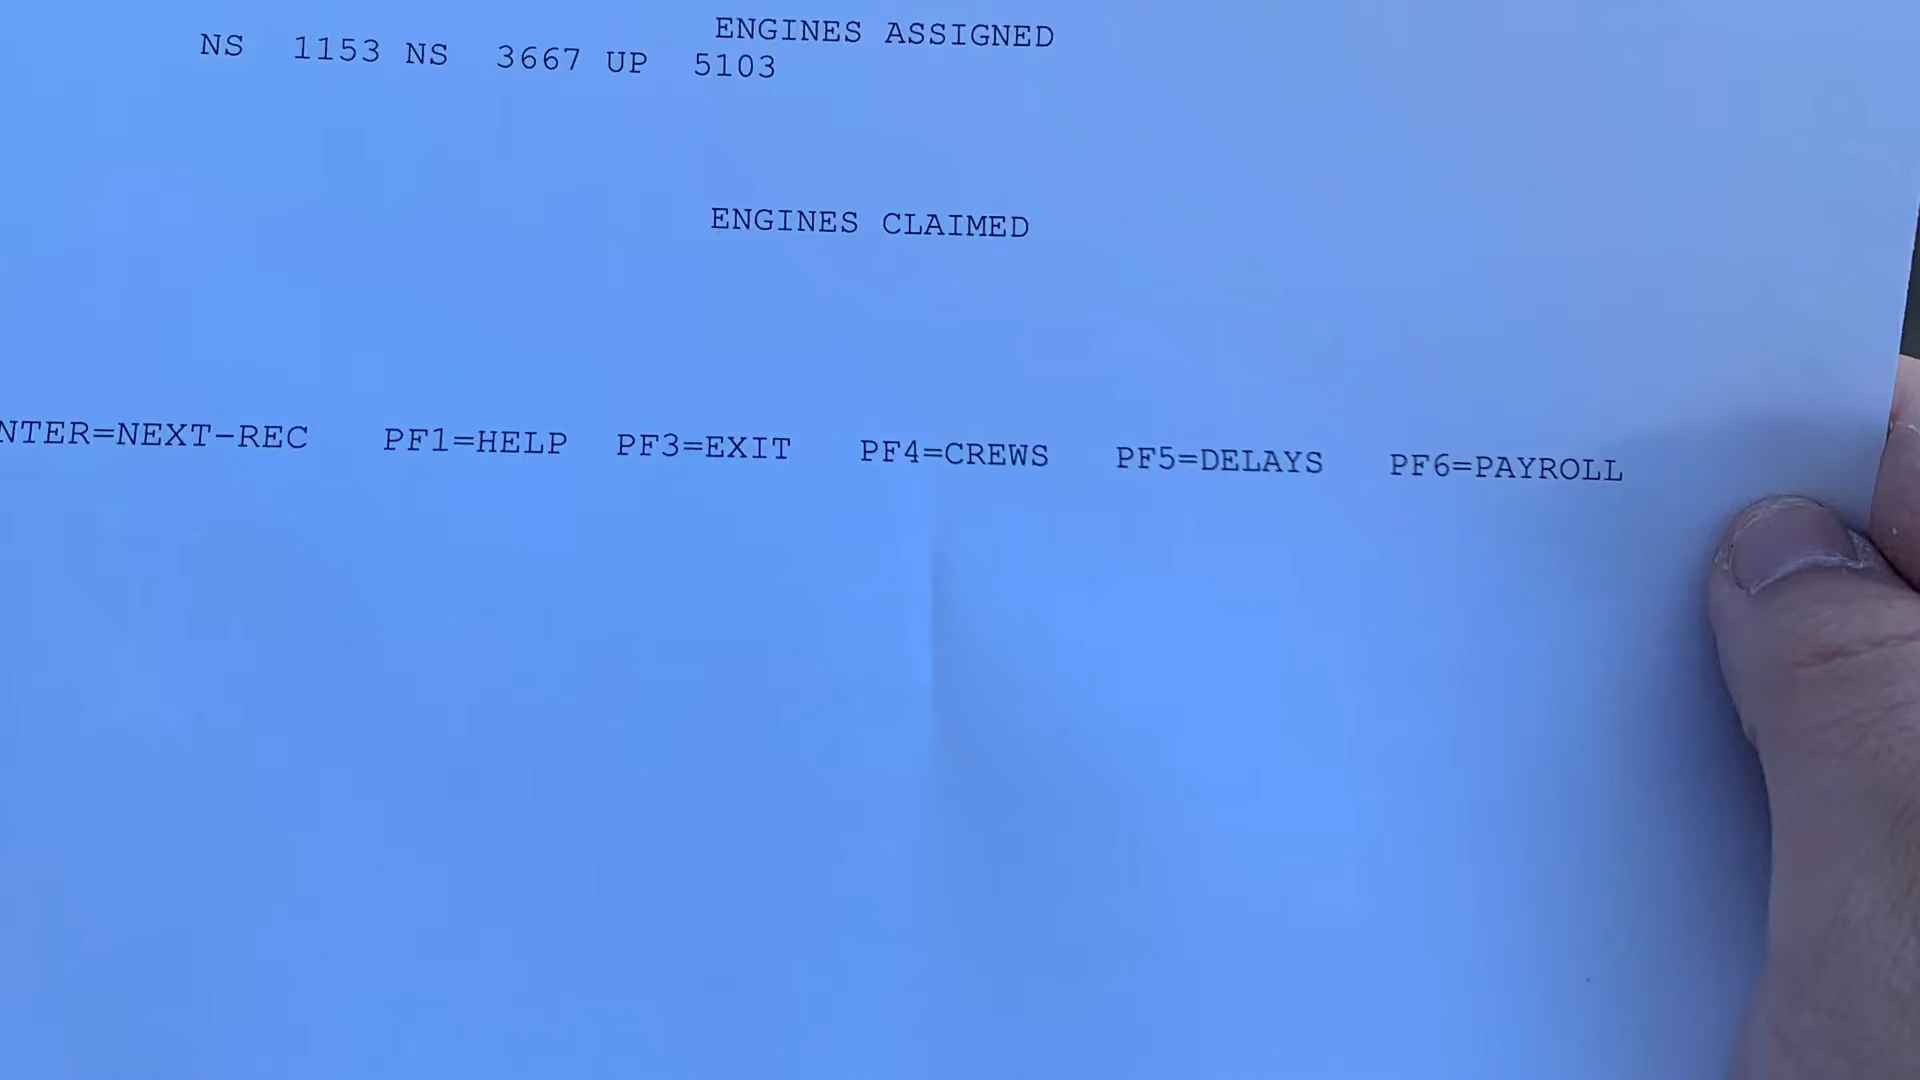 ENGINES ASSIGNED
NS 1153 NS 3667 UP 5103
ENGINES CLAIMED
NTER=NEXT-REC PF1=HELP PF3=EXIT PF4=CREWS PF5=DELAYS PF6=PAYROLL